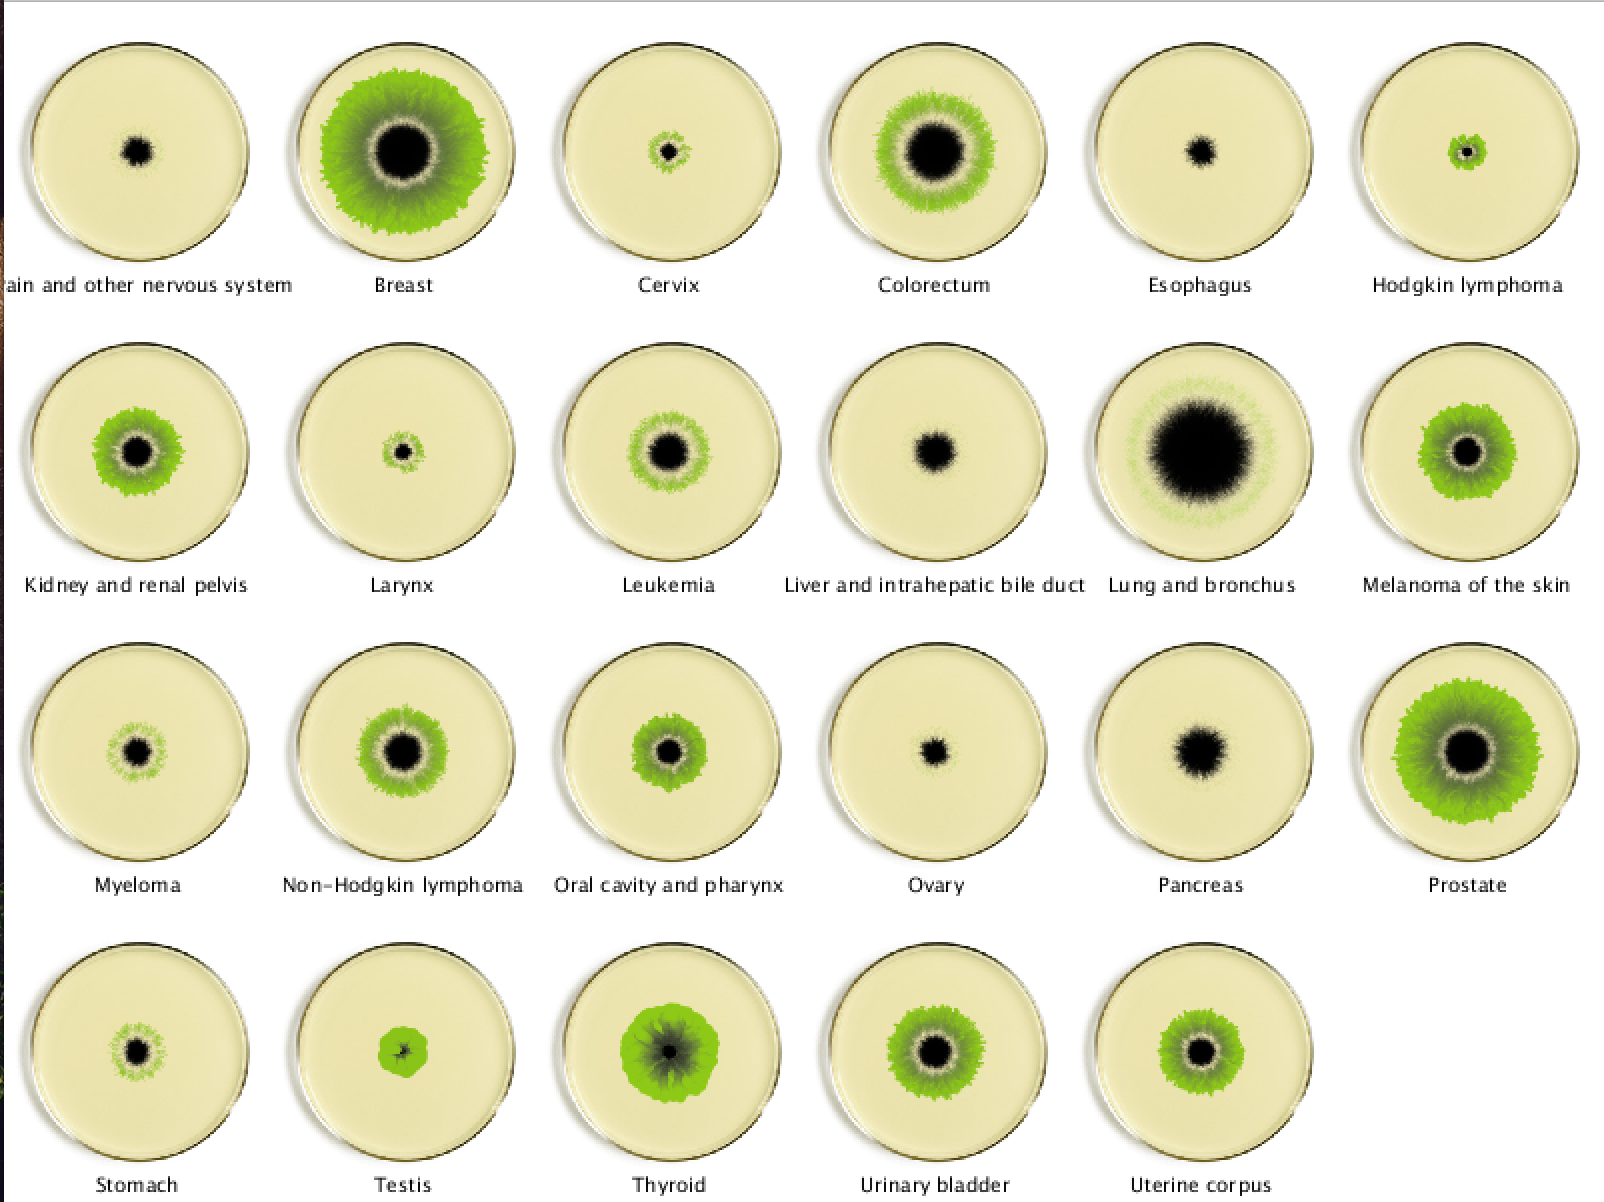 ain and other nervous system
Breast
Cervix
Colorectum
Esophagus
Hodgkin lymphoma
Kidney and renal pelvis
Larynx
Leukemia
Liver and intrahepatic bile duct
Lung and bronchus
Melanoma of the skin
Myeloma
Non-Hodgkin lymphoma
Oral cavity and pharynx
Ovary
Pancreas
Prostate
Stomach
Testis
Thyroid
Urinary bladder
Uterine corpus